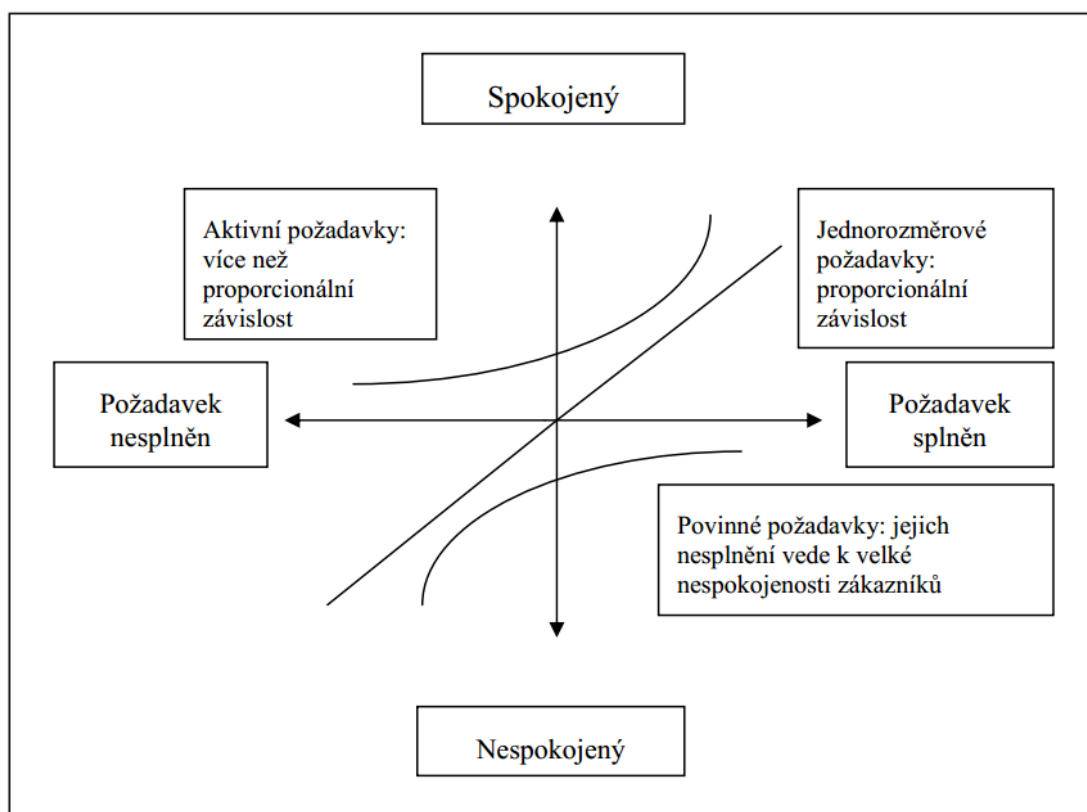 Spokojený
Aktivní požadavky:
více než
proporcionální
závislost
Jednorozměrové
požadavky:
proporcionální
závislost
Požadavek
nesplněn
Požadavek
splněn
Povinné požadavky: jejich
nesplnění vede k velké
nespokojenosti zákazníků
Nespokojený